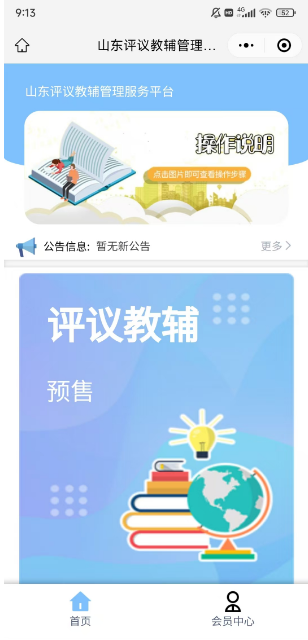 9:13
4G
52
山东评议教辅管理...
山东评议教辅管理服务平台
操作说明
点击图片即可查看操作步骤
公告信息: 暂无新公告
更多
评议教辅
预售
首页
会员中心